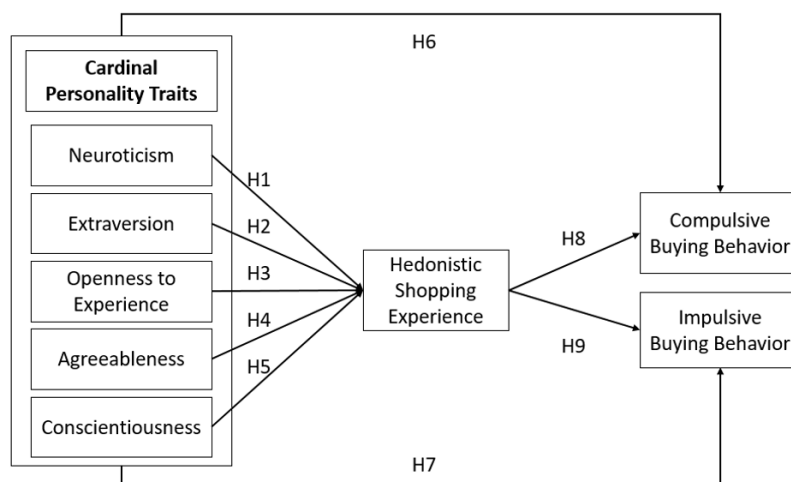 H6
Cardinal
Personality Traits
Neuroticism
H1
Extraversion
H2
Openness to
Experience
H3
Agreeableness
H4
Conscientiousness
H5
Hedonistic
Shopping
Experience
H8
Compulsive
Buying Behavior
H9
Impulsive
Buying Behavior
H7